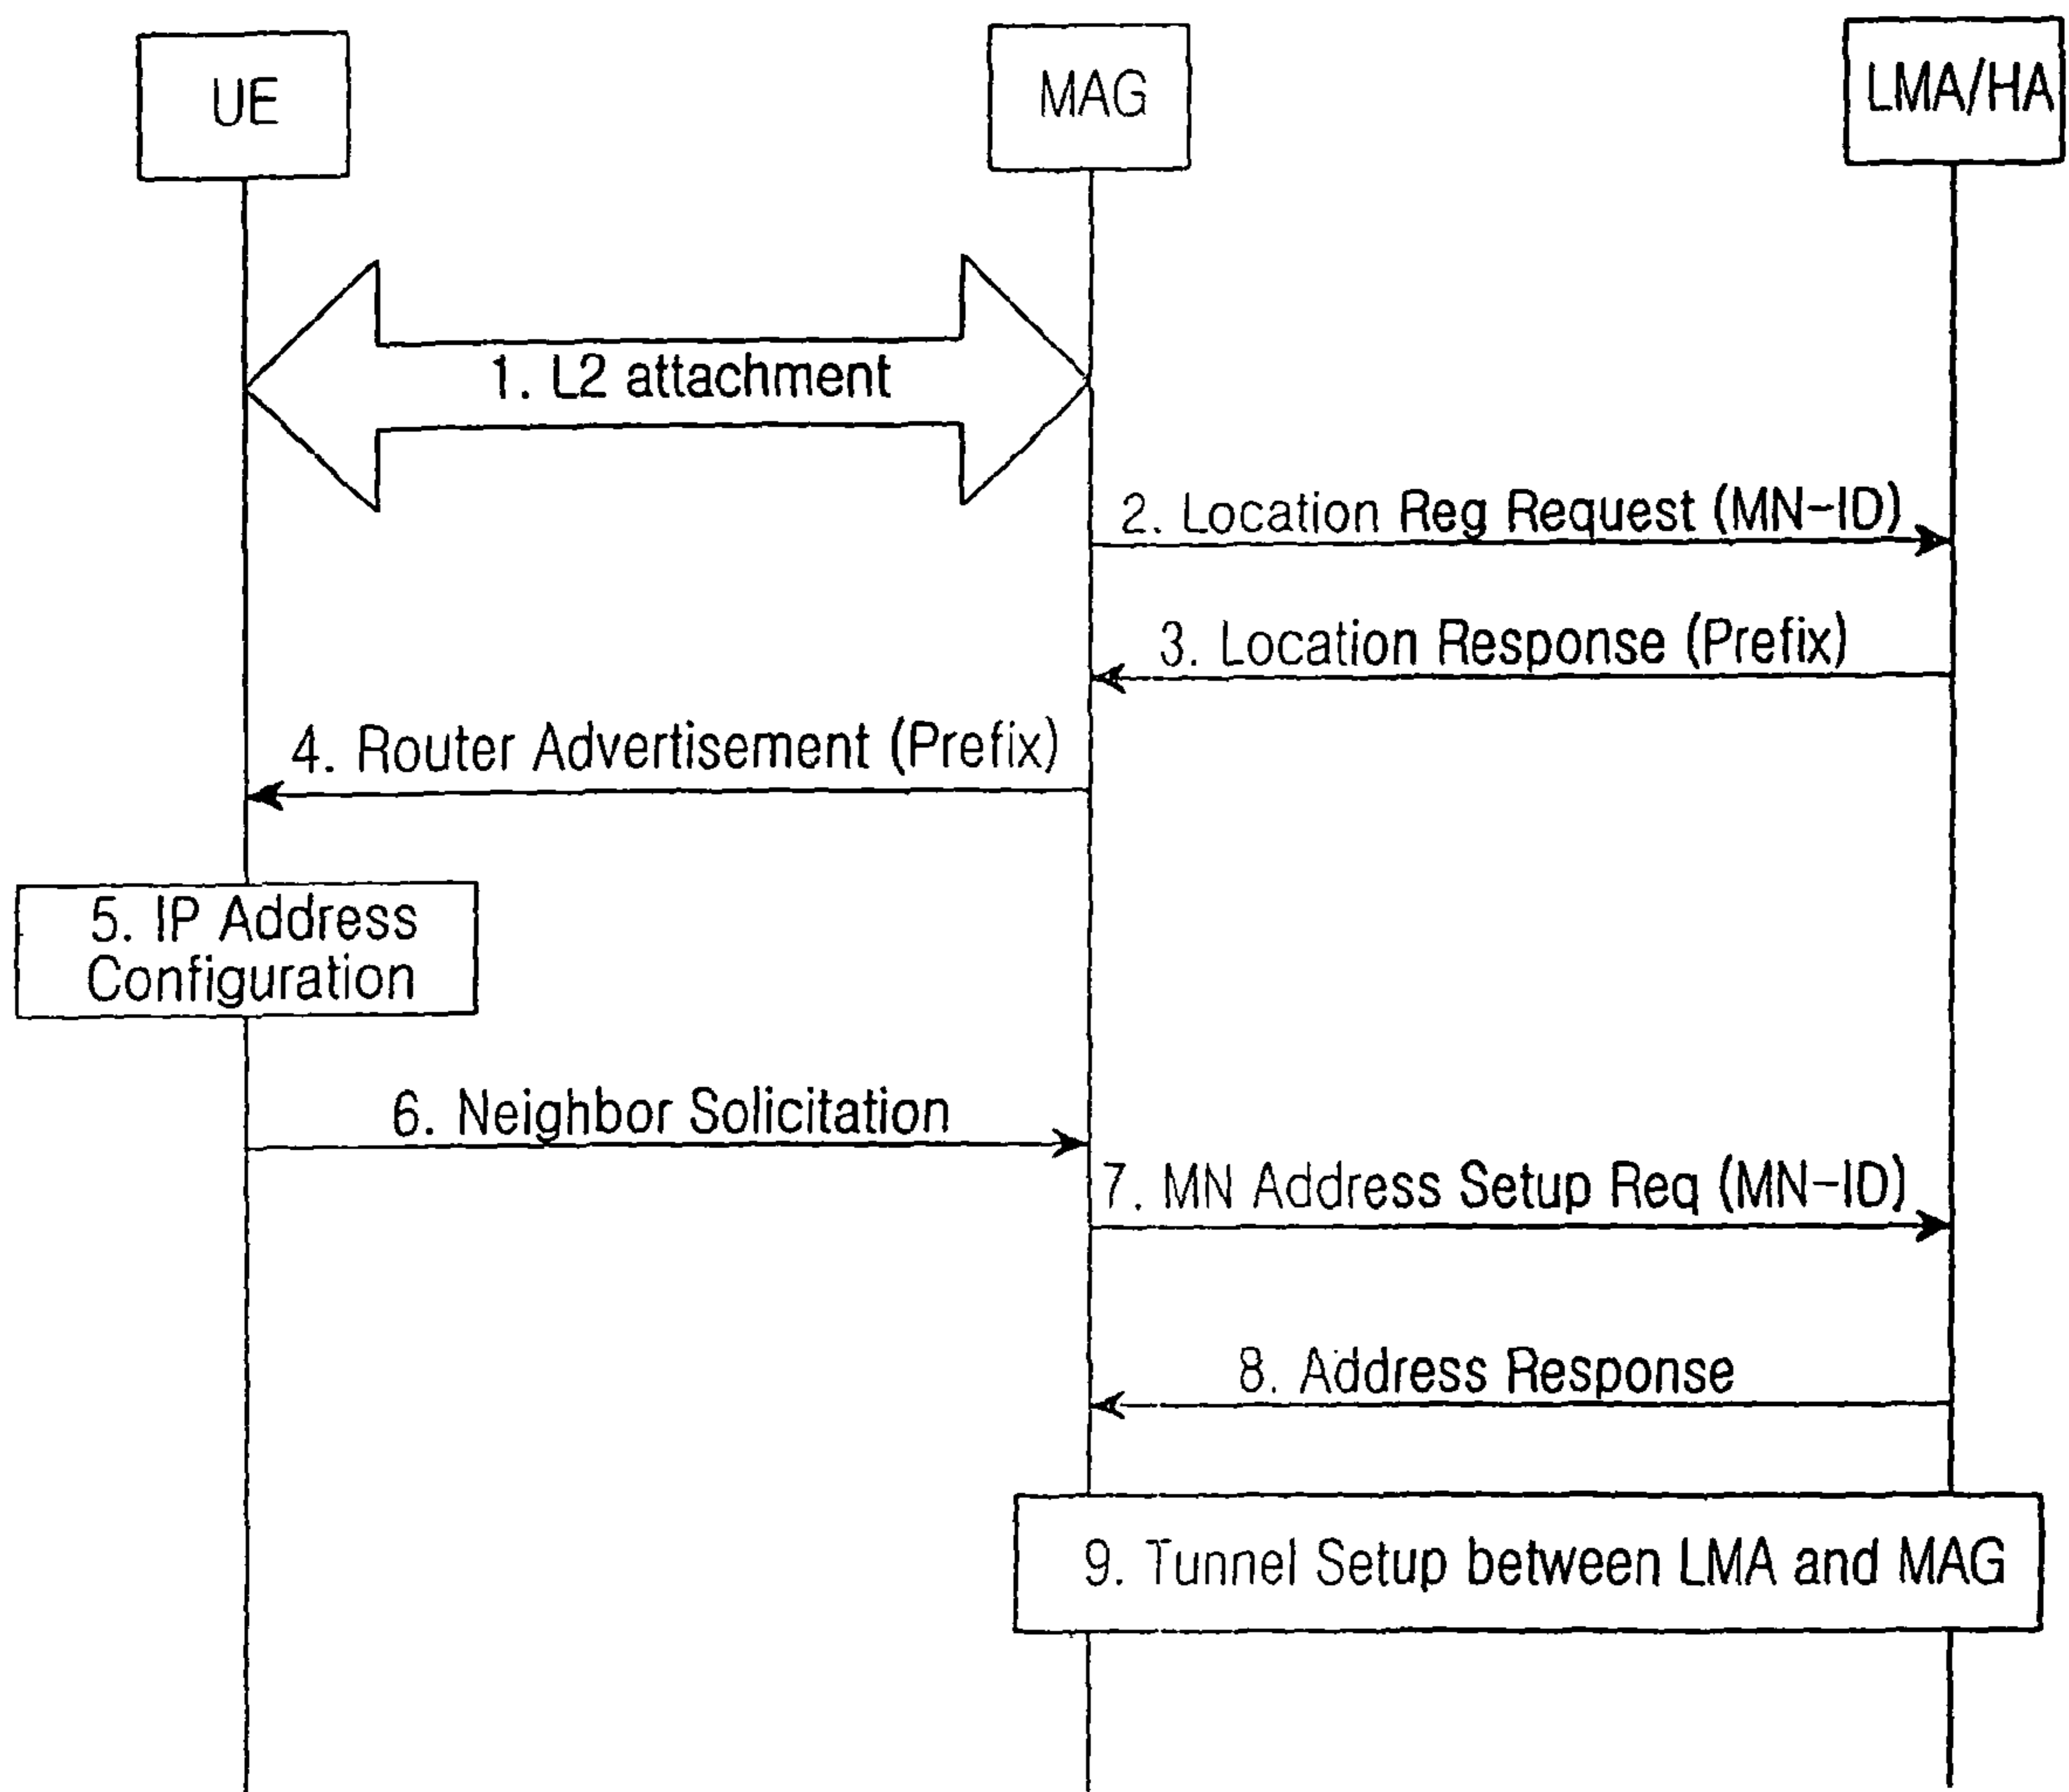 UE
MAG
LMA/HA
1. L2 attachment
2. Location Reg Request (MN-ID)
3. Location Response (Prefix)
4. Router Advertisement (Prefix)
5. IP Address
Configuration
6. Neighbor Solicitation
7. MN Address Setup Req (MN-ID)
8. Address Response
9. Tunnel Setup between LMA and MAG